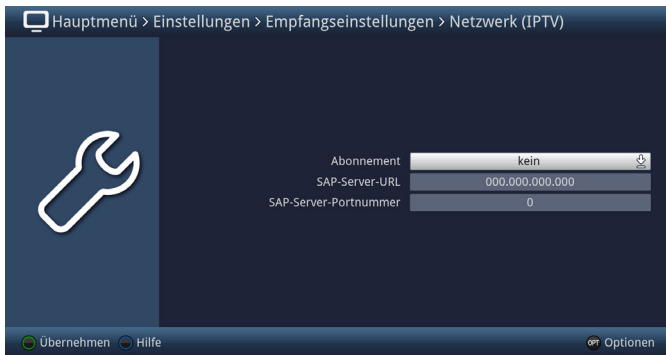 Hauptmenü > Einstellungen > Empfangseinstellungen > Netzwerk (IPTV)
Abonnement kein
SAP-Server-URL 000.000.000.000
SAP-Server-Portnummer 0
Übernehmen Hilfe OPT Optionen